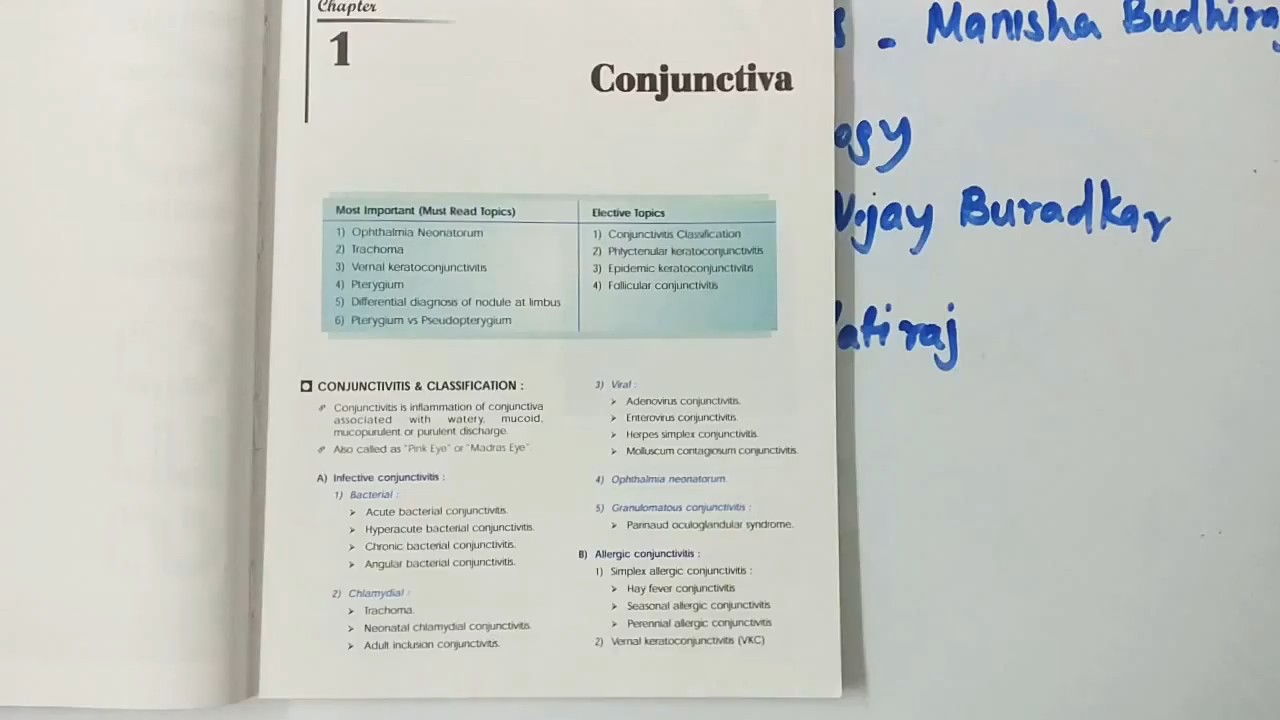 Chapter
1
Conjunctiva
Most Important (Must Read Topics)
1) Ophthalmia Neonatorum
2) Trachoma
3) Vernal keratoconjunctivitis
4) Pterygium
5) Differential diagnosis of nodule at limbus
6) Pterygium vs Pseudopterygium
Elective Topics
1) Conjunctivitis Classification
2) Phlyctenular keratoconjunctivitis
3) Epidemic keratoconjunctivitis
4) Follicular conjunctivitis
CONJUNCTIVITIS & CLASSIFICATION :
Conjunctivitis is inflammation of conjunctiva
associated with watery, mucoid,
mucopurulent or purulent discharge.
Also called as "Pink Eye" or "Madras Eye"
A) Infective conjunctivitis :
1) Bacterial :
➤ Acute bacterial conjunctivitis.
➤ Hyperacute bacterial conjunctivitis.
➤ Chronic bacterial conjunctivitis.
➤ Angular bacterial conjunctivitis.
2) Chlamydial :
➤ Trachoma.
➤ Neonatal chlamydial conjunctivitis.
➤ Adult inclusion conjunctivitis.
3) Viral :
➤ Adenovirus conjunctivitis.
➤ Enterovirus conjunctivitis.
➤ Herpes simplex conjunctivitis.
➤ Molluscum contagiosum conjunctivitis.
4) Ophthalmia neonatorum.
5) Granulomatous conjunctivitis :
➤ Parinaud oculoglandular syndrome.
B) Allergic conjunctivitis :
1) Simplex allergic conjunctivitis :
➤ Hay fever conjunctivitis
➤ Seasonal allergic conjunctivitis
➤ Perennial allergic conjunctivitis
2) Vernal keratoconjunctivitis (VKC)
s - Manisha Budhiraj
ogy
Vijay Buradkar
atiraj